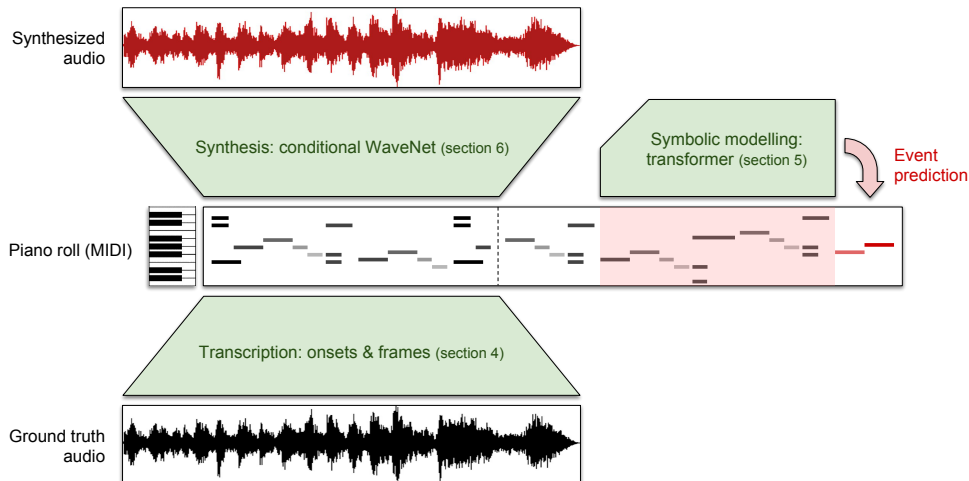 Synthesized
audio
Synthesis: conditional WaveNet (section 6)
Symbolic modelling:
transformer (section 5)
Event
prediction
Piano roll (MIDI)
Transcription: onsets & frames (section 4)
Ground truth
audio